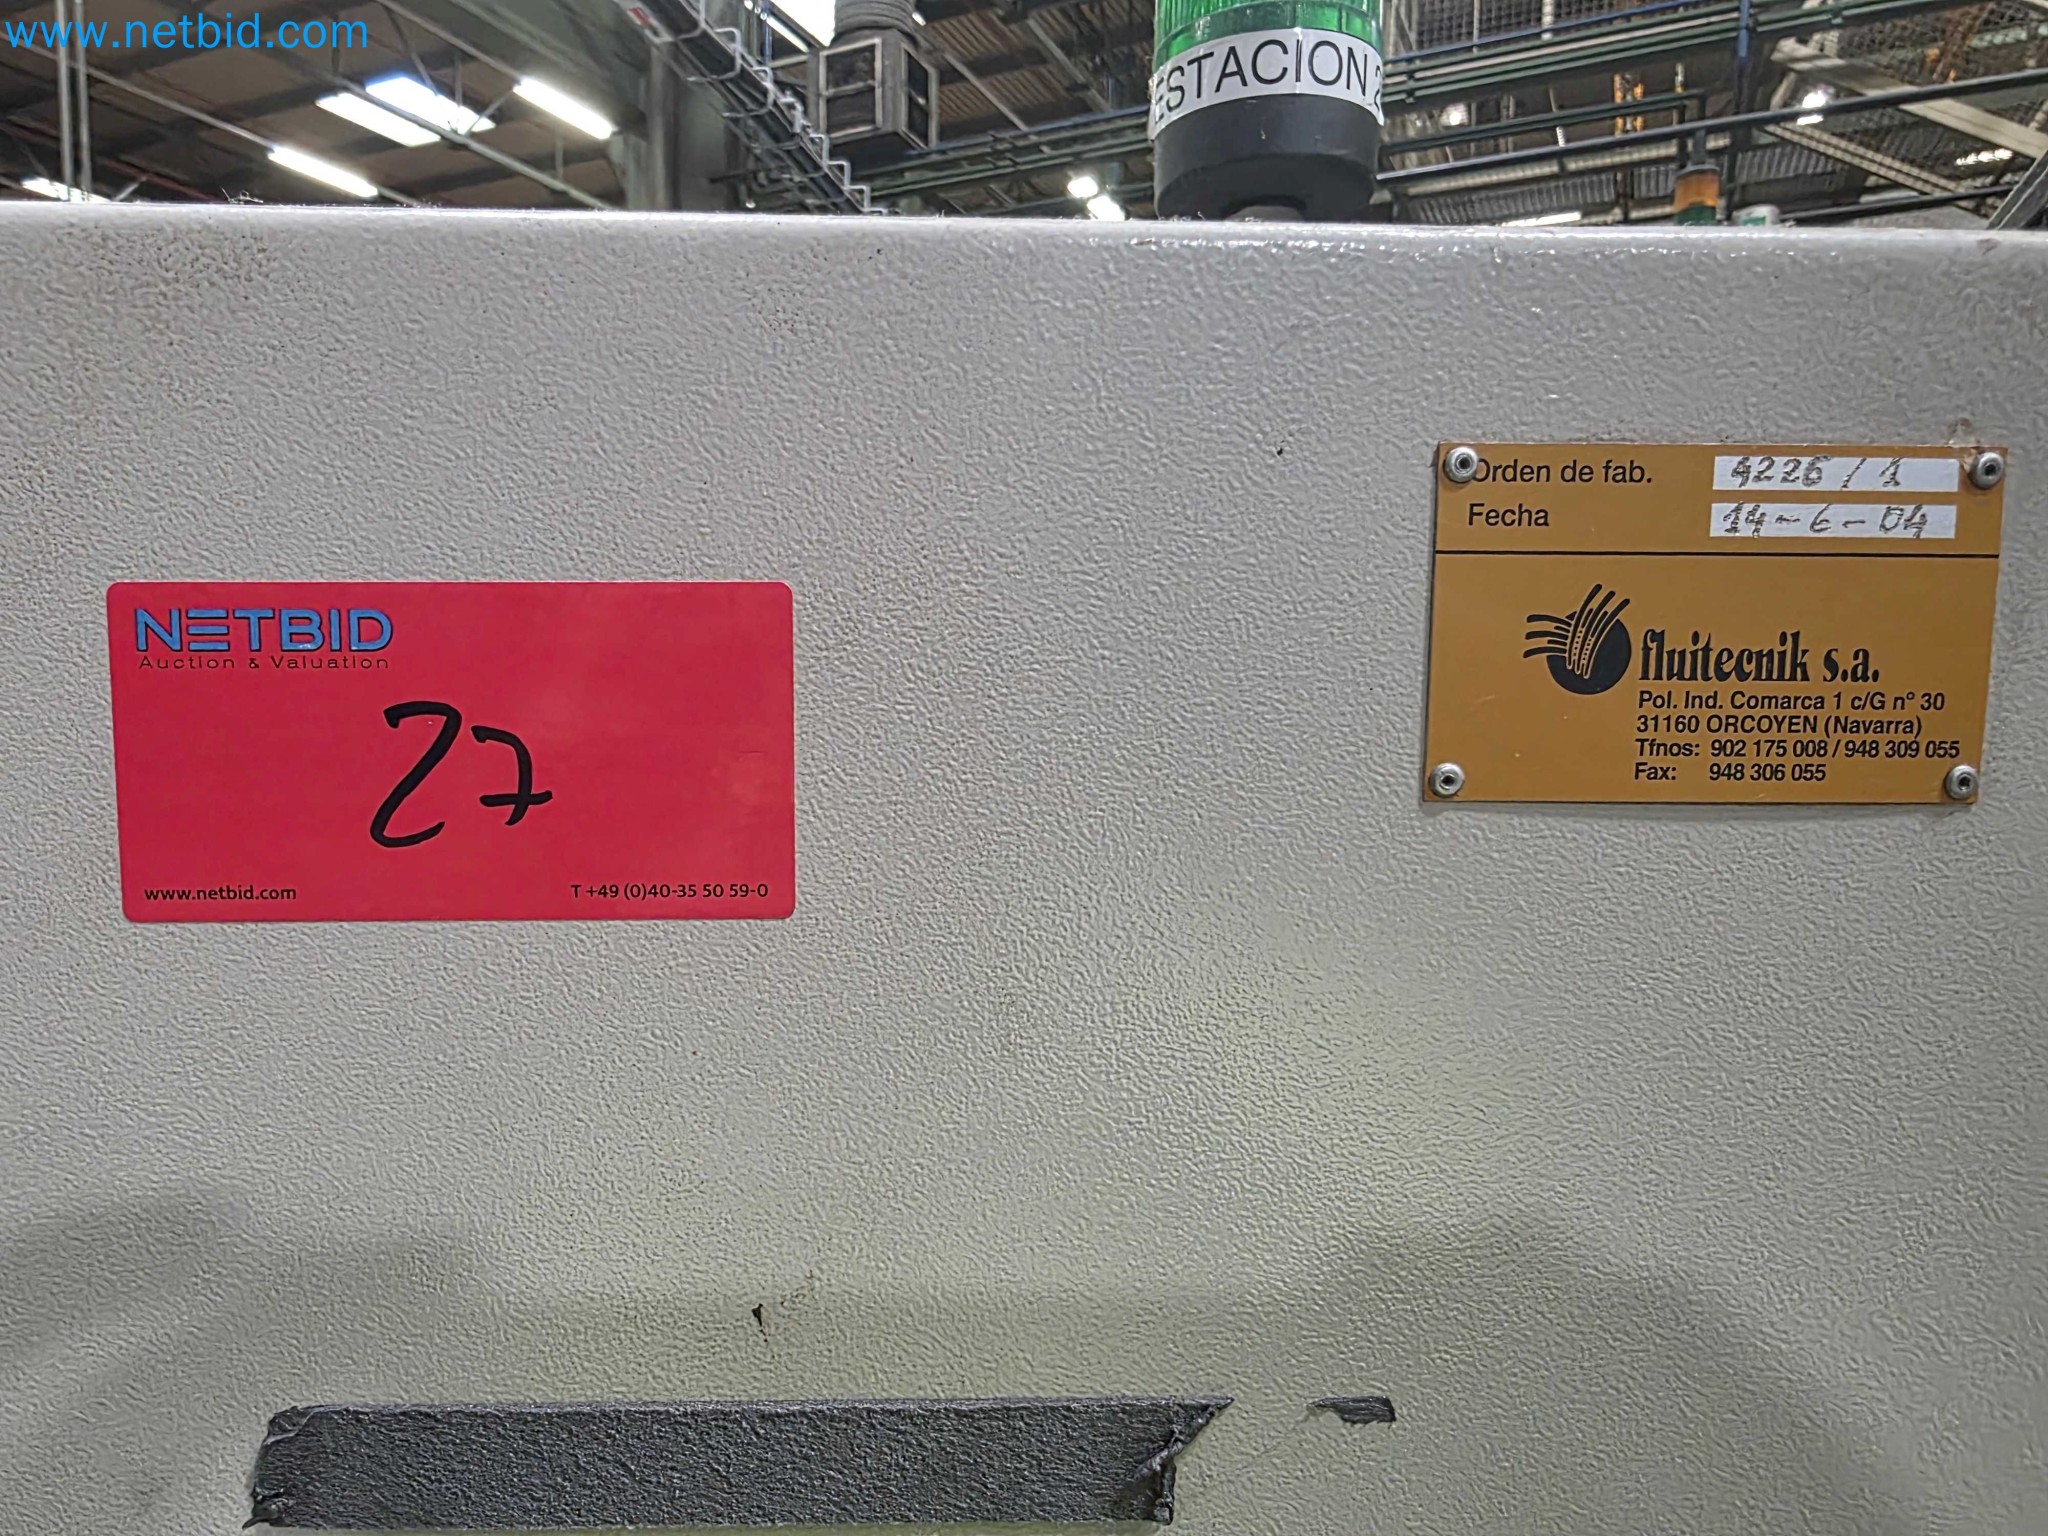 www.netbid.com
ESTACION 2
Orden de fab. 4226 / 1
Fecha 14-6-04
fluitecnik s.a.
Pol. Ind. Comarca 1 c/G nº 30
31160 ORCOYEN (Navarra)
Tfnos: 902 175 008 / 948 309 055
Fax: 948 306 055
NETBID
Auction & Valuation
27
www.netbid.com T +49 (0)40-35 50 59-0